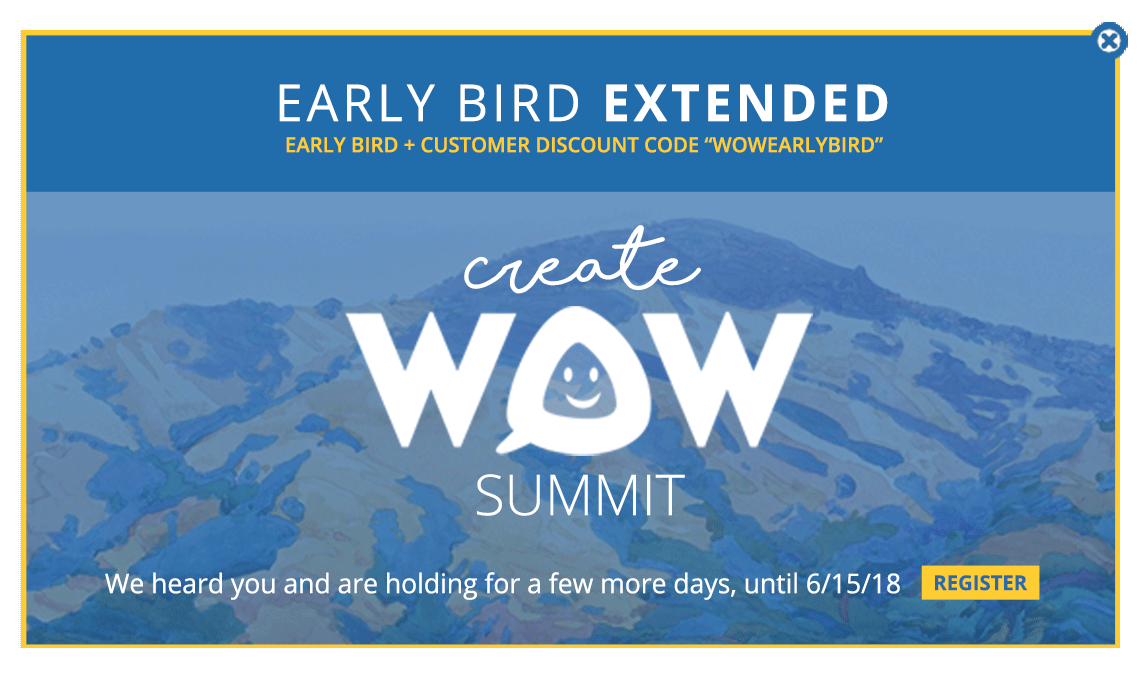 EARLY BIRD EXTENDED
EARLY BIRD + CUSTOMER DISCOUNT CODE “WOWEARLYBIRD”
create
WOW
SUMMIT
We heard you and are holding for a few more days, until 6/15/18 REGISTER